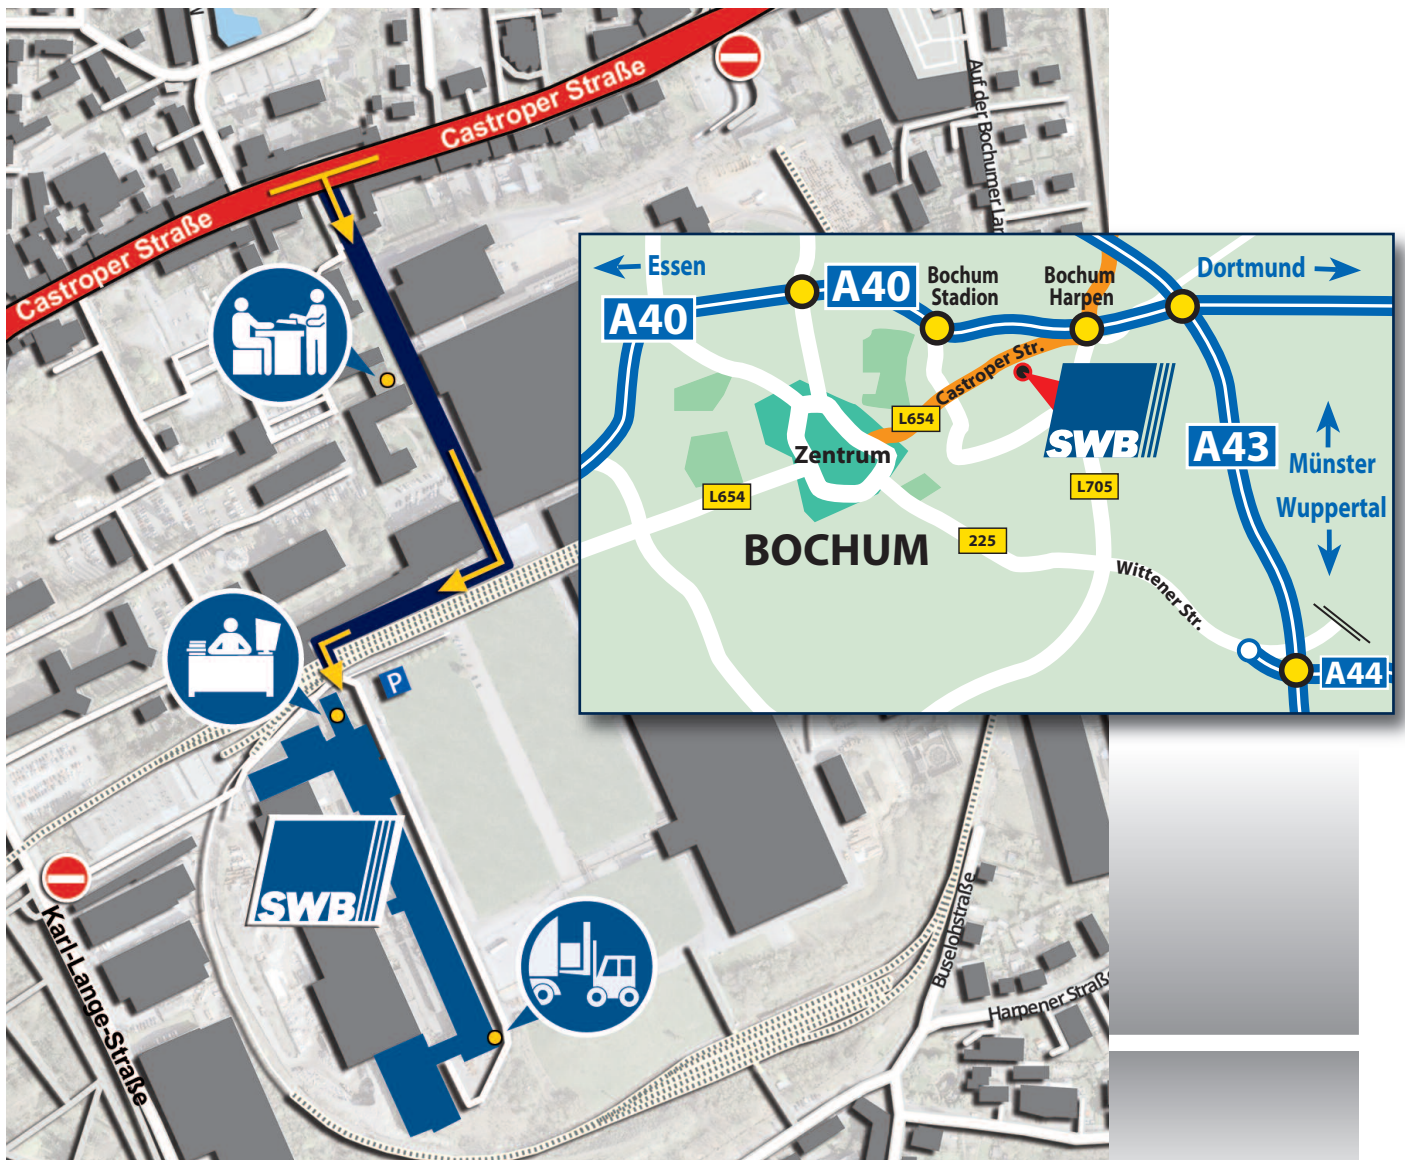 Castroper Straße
Castroper Straße
Auf der Bochumer Lan
Essen
A40
A40
Bochum
Stadion
Bochum
Harpen
Dortmund
Castroper Str.
L654
SWB
A43
Münster
Wuppertal
Zentrum
L654
L705
BOCHUM
225
Wittener Str.
A44
P
SWB
Karl-Lange-Straße
Buselohstraße
Harpener Straße